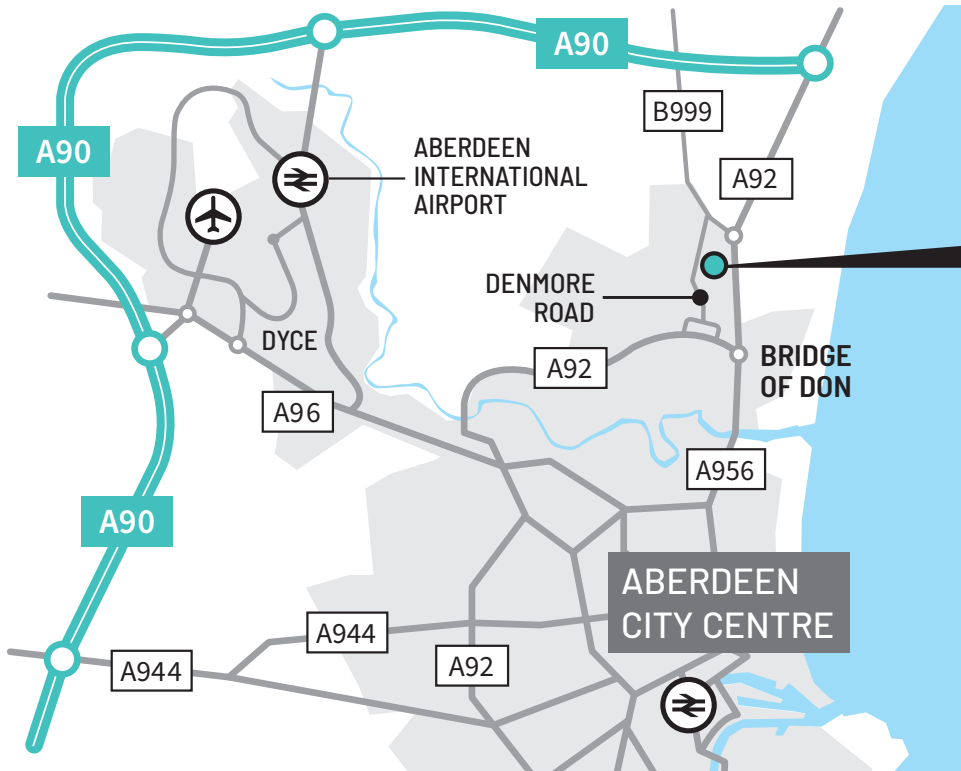 A90
B999
A90
ABERDEEN
INTERNATIONAL
AIRPORT
A92
DENMORE
ROAD
DYCE
A92
BRIDGE
OF DON
A96
A956
A90
ABERDEEN
CITY CENTRE
A944
A944
A92